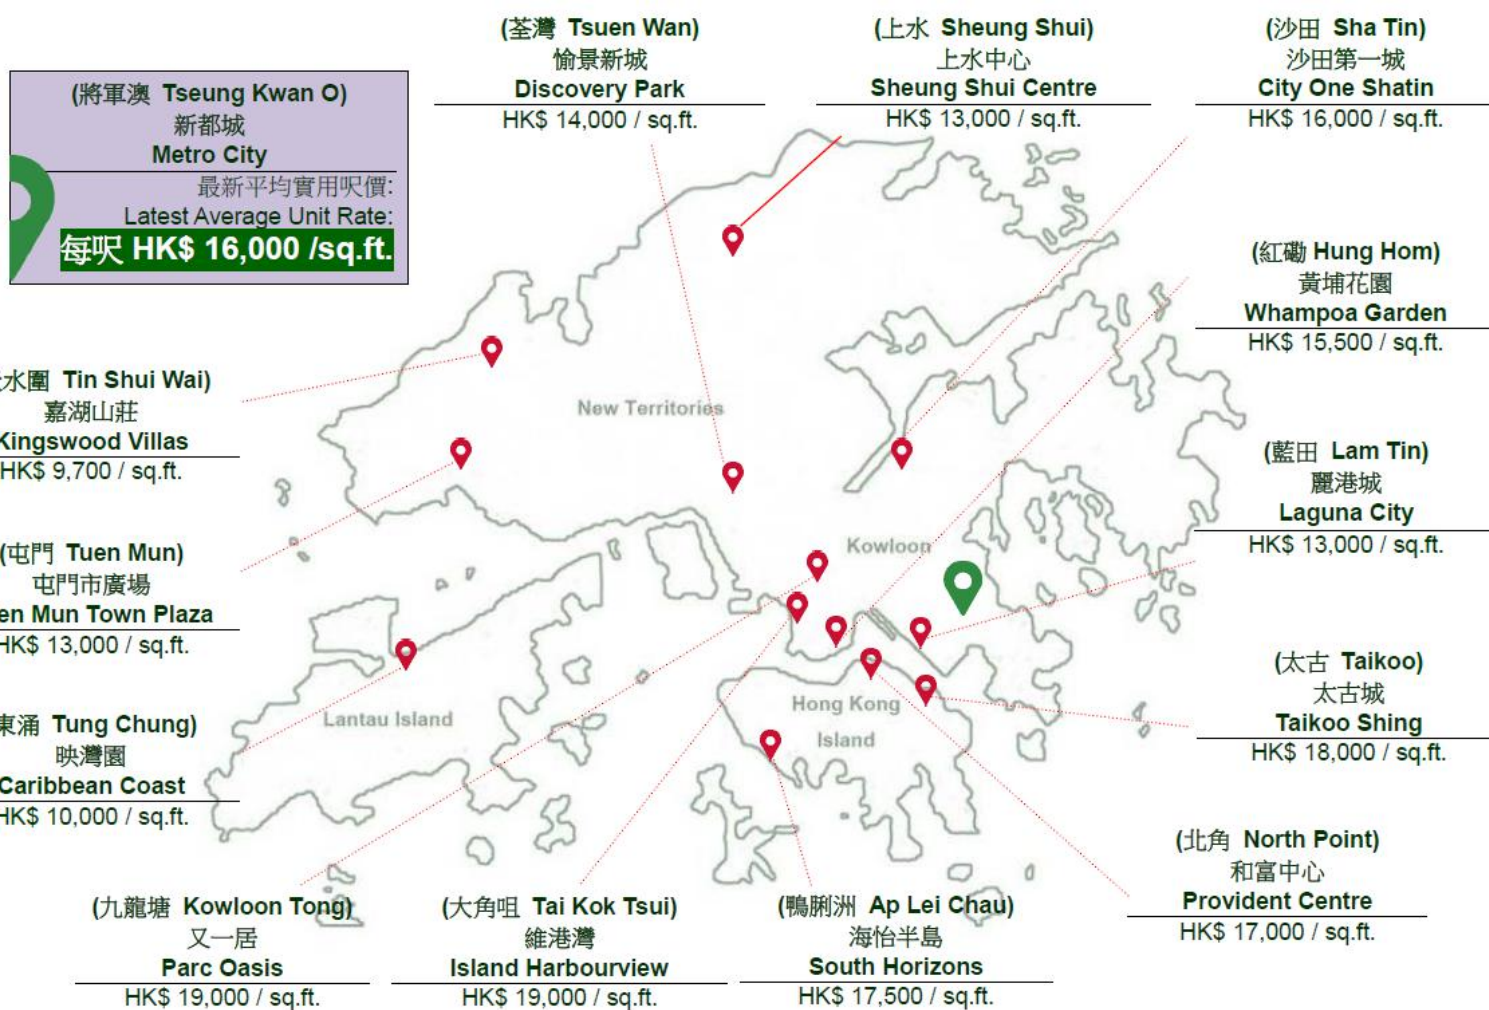 (荃灣 Tsuen Wan)
愉景新城
Discovery Park
HK$ 14,000 / sq.ft.
(上水 Sheung Shui)
上水中心
Sheung Shui Centre
HK$ 13,000 / sq.ft.
(沙田 Sha Tin)
沙田第一城
City One Shatin
HK$ 16,000 / sq.ft.
(將軍澳 Tseung Kwan O)
新都城
Metro City
最新平均實用呎價:
Latest Average Unit Rate:
每呎 HK$ 16,000 /sq.ft.
(紅磡 Hung Hom)
黃埔花園
Whampoa Garden
HK$ 15,500 / sq.ft.
水圍 Tin Shui Wai)
嘉湖山莊
Kingswood Villas
HK$ 9,700 / sq.ft.
New Territories
(藍田 Lam Tin)
麗港城
Laguna City
HK$ 13,000 / sq.ft.
Kowloon
(屯門 Tuen Mun)
屯門市廣場
en Mun Town Plaza
HK$ 13,000 / sq.ft.
(太古 Taikoo)
太古城
Taikoo Shing
HK$ 18,000 / sq.ft.
Hong Kong
Island
Lantau Island
東涌 Tung Chung)
映灣園
Caribbean Coast
HK$ 10,000 / sq.ft.
(北角 North Point)
和富中心
Provident Centre
HK$ 17,000 / sq.ft.
(九龍塘 Kowloon Tong)
又一居
Parc Oasis
HK$ 19,000 / sq.ft.
(大角咀 Tai Kok Tsui)
維港灣
Island Harbourview
HK$ 19,000 / sq.ft.
(鴨脷洲 Ap Lei Chau)
海怡半島
South Horizons
HK$ 17,500 / sq.ft.